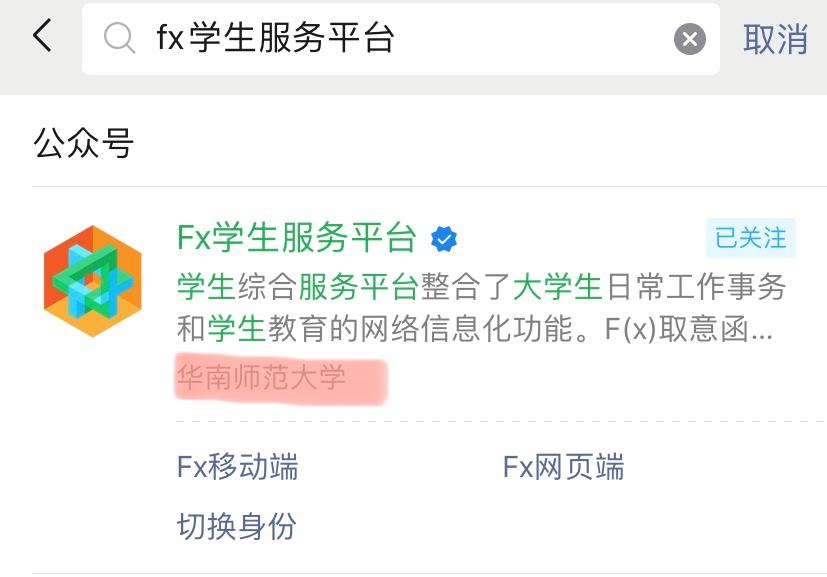 fx学生服务平台
取消
公众号
Fx学生服务平台
已关注
学生综合服务平台整合了大学生日常工作事务
和学生教育的网络信息化功能。F(x)取意函...
华南师范大学
Fx移动端
Fx网页端
切换身份